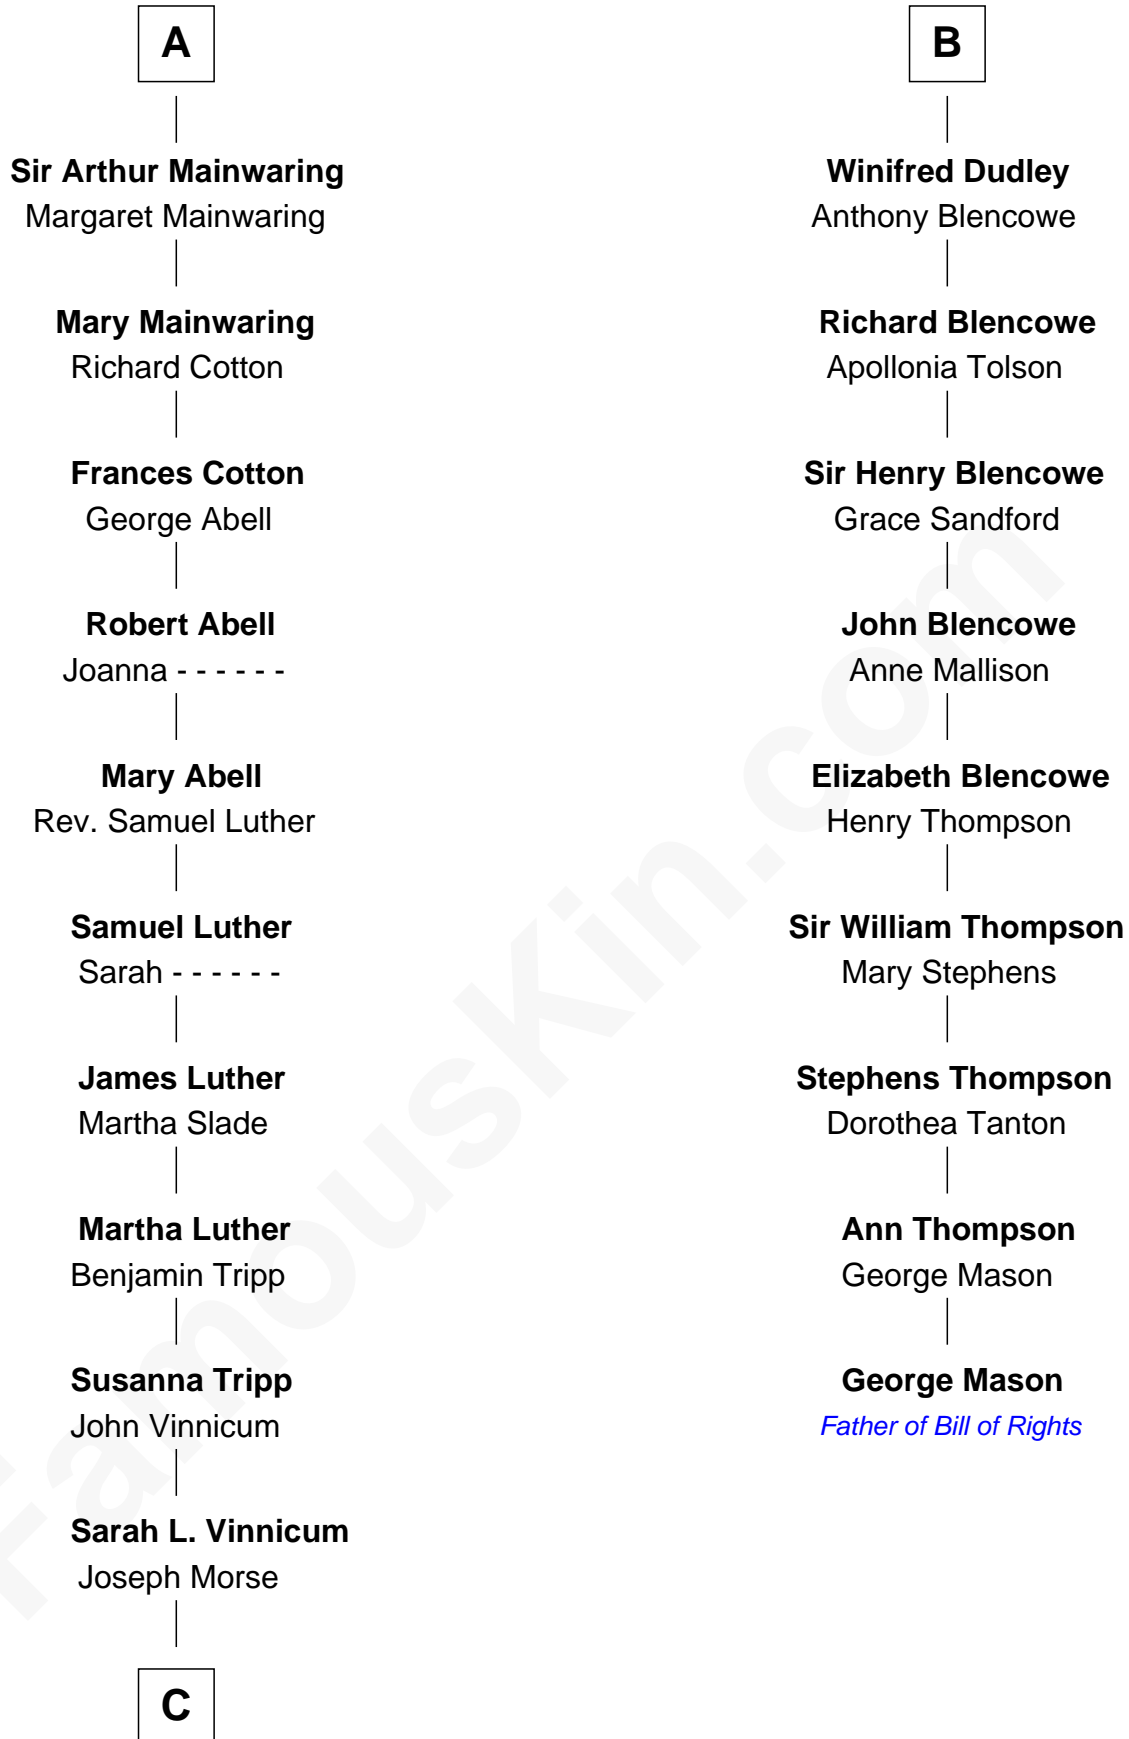 A
Sir Arthur Mainwaring
Margaret Mainwaring
Mary Mainwaring
Richard Cotton
Frances Cotton
George Abell
Robert Abell
Joanna - - - - - -
Mary Abell
Rev. Samuel Luther
Samuel Luther
Sarah - - - - - -
James Luther
Martha Slade
Martha Luther
Benjamin Tripp
Susanna Tripp
John Vinnicum
Sarah L. Vinnicum
Joseph Morse
C
B
Winifred Dudley
Anthony Blencowe
Richard Blencowe
Apollonia Tolson
Sir Henry Blencowe
Grace Sandford
John Blencowe
Anne Mallison
Elizabeth Blencowe
Henry Thompson
Sir William Thompson
Mary Stephens
Stephens Thompson
Dorothea Tanton
Ann Thompson
George Mason
George Mason
Father of Bill of Rights
FamousKin.com